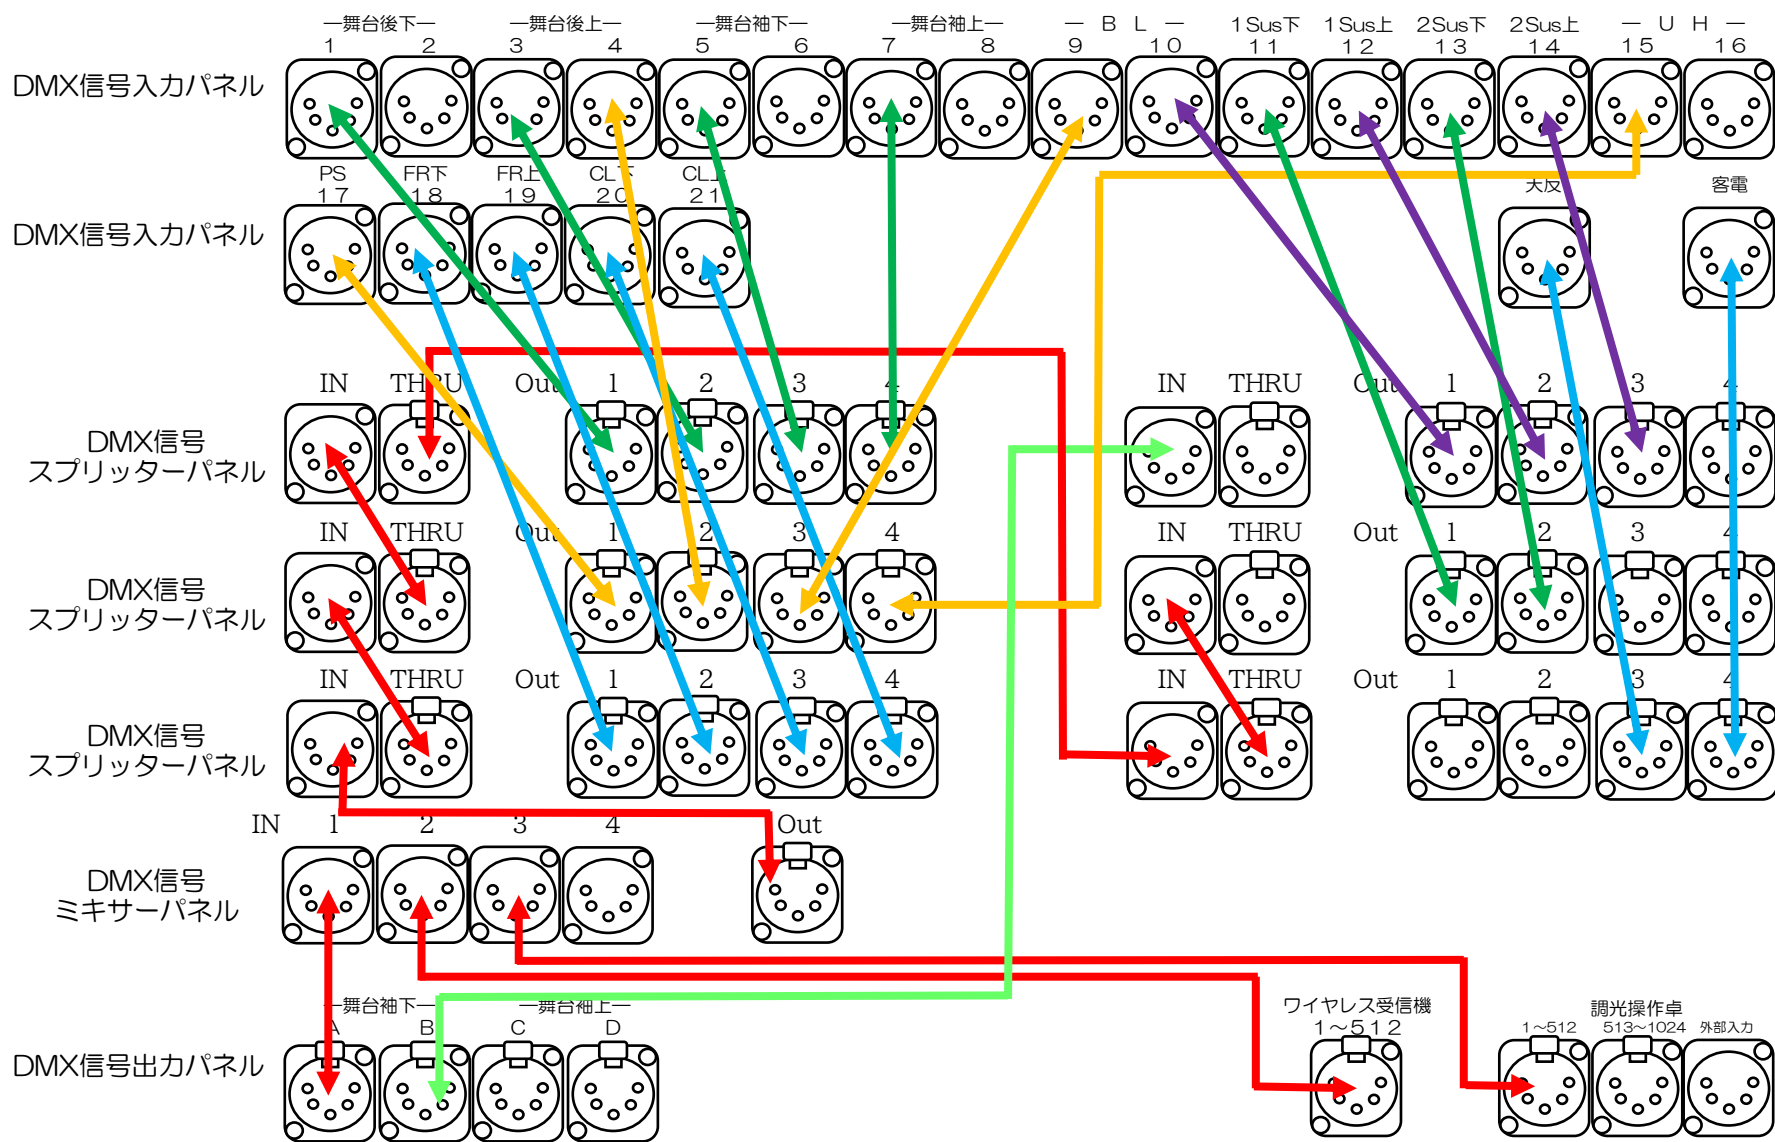 ―舞台後下― ―舞台後上― ―舞台袖下― ―舞台袖上― ― B L ― 1Sus下 1Sus上 2Sus下 2Sus上 ― U H ―
1 2 3 4 5 6 7 8 9 10 11 12 13 14 15 16
DMX信号入力パネル
PS FR下 FR上 CL下 CL上 天反 客電
17 18 19 20 21
DMX信号入力パネル
IN THRU Out 1 2 3 4 IN THRU Out 1 2 3 4
DMX信号
スプリッターパネル
IN THRU Out 1 2 3 4 IN THRU Out 1 2 3 4
DMX信号
スプリッターパネル
IN THRU Out 1 2 3 4 IN THRU Out 1 2 3 4
DMX信号
スプリッターパネル
IN 1 2 3 4 Out
DMX信号
ミキサーパネル
―舞台袖下― ―舞台袖上― ワイヤレス受信機 調光操作卓
A B C D 1～512 1～512 513～1024 外部入力
DMX信号出力パネル